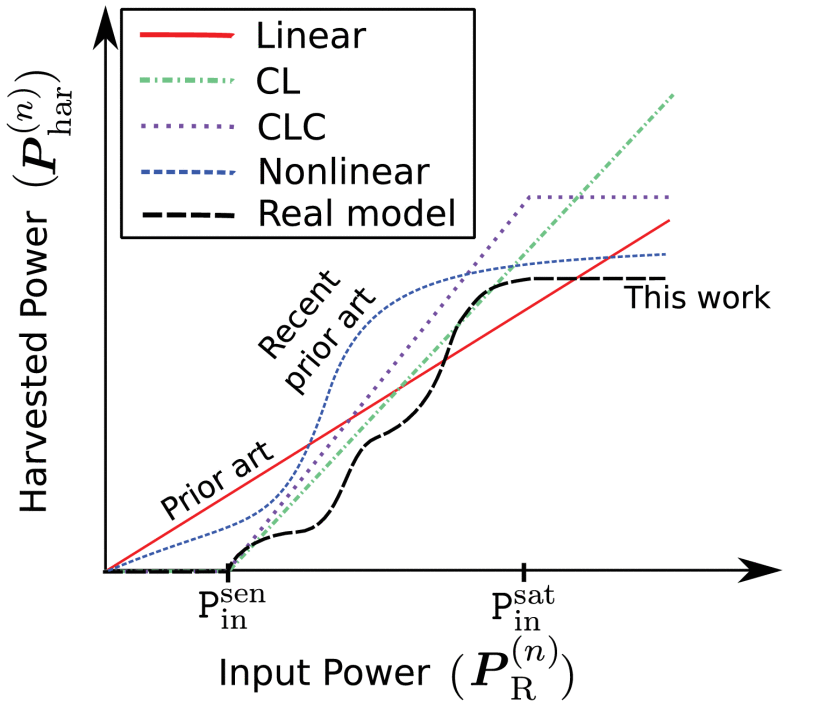 Linear
CL
CLC
Nonlinear
Real model
Harvested Power (P_har^(n))
Recent
prior art
Prior art
This work
P_in^sen
P_in^sat
Input Power (P_R^(n))